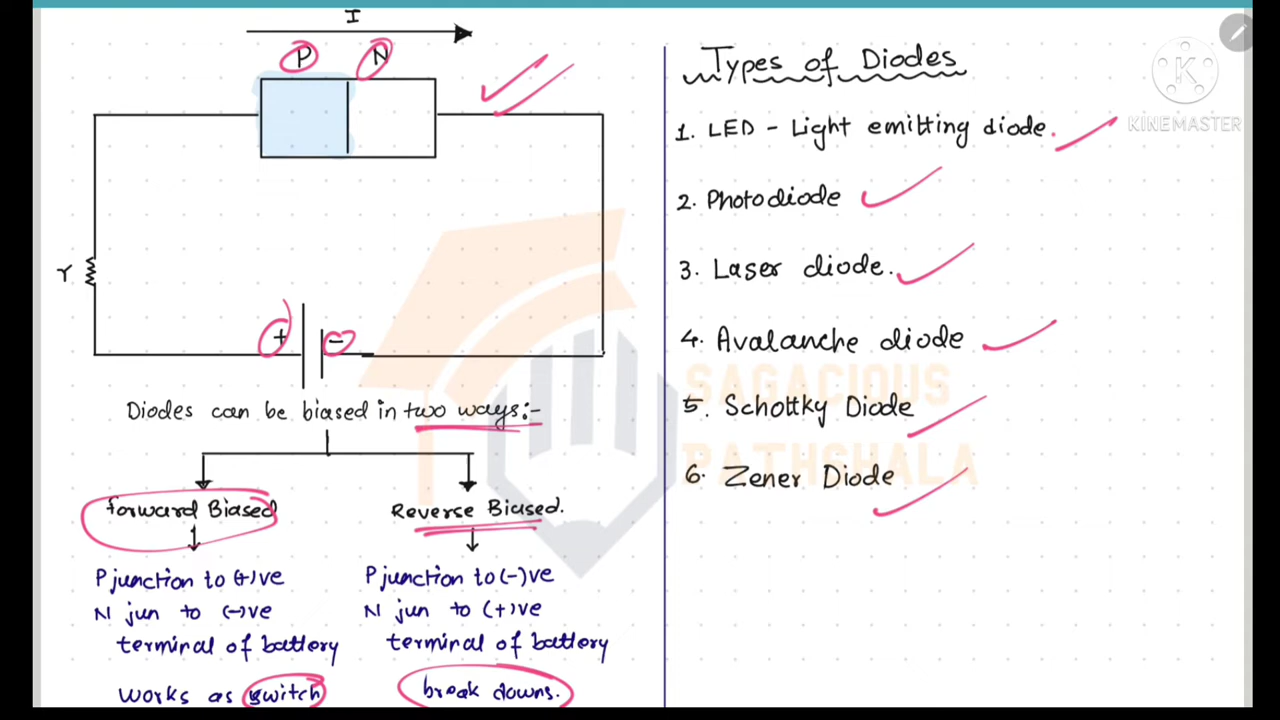 I
P N
r
+ -
Diodes can be biased in two ways:-
forward Biased
P junction to (+)ve
N jun to (-)ve
terminal of battery
works as switch
Reverse Biased.
P junction to (-)ve
N jun to (+)ve
terminal of battery
break downs.
Types of Diodes
1. LED - Light emitting diode.
2. Photodiode
3. Laser diode.
4. Avalanche diode
5. Schottky Diode
6. Zener Diode
SAGACIOUS
PATHSHALA
K
KINEMASTER